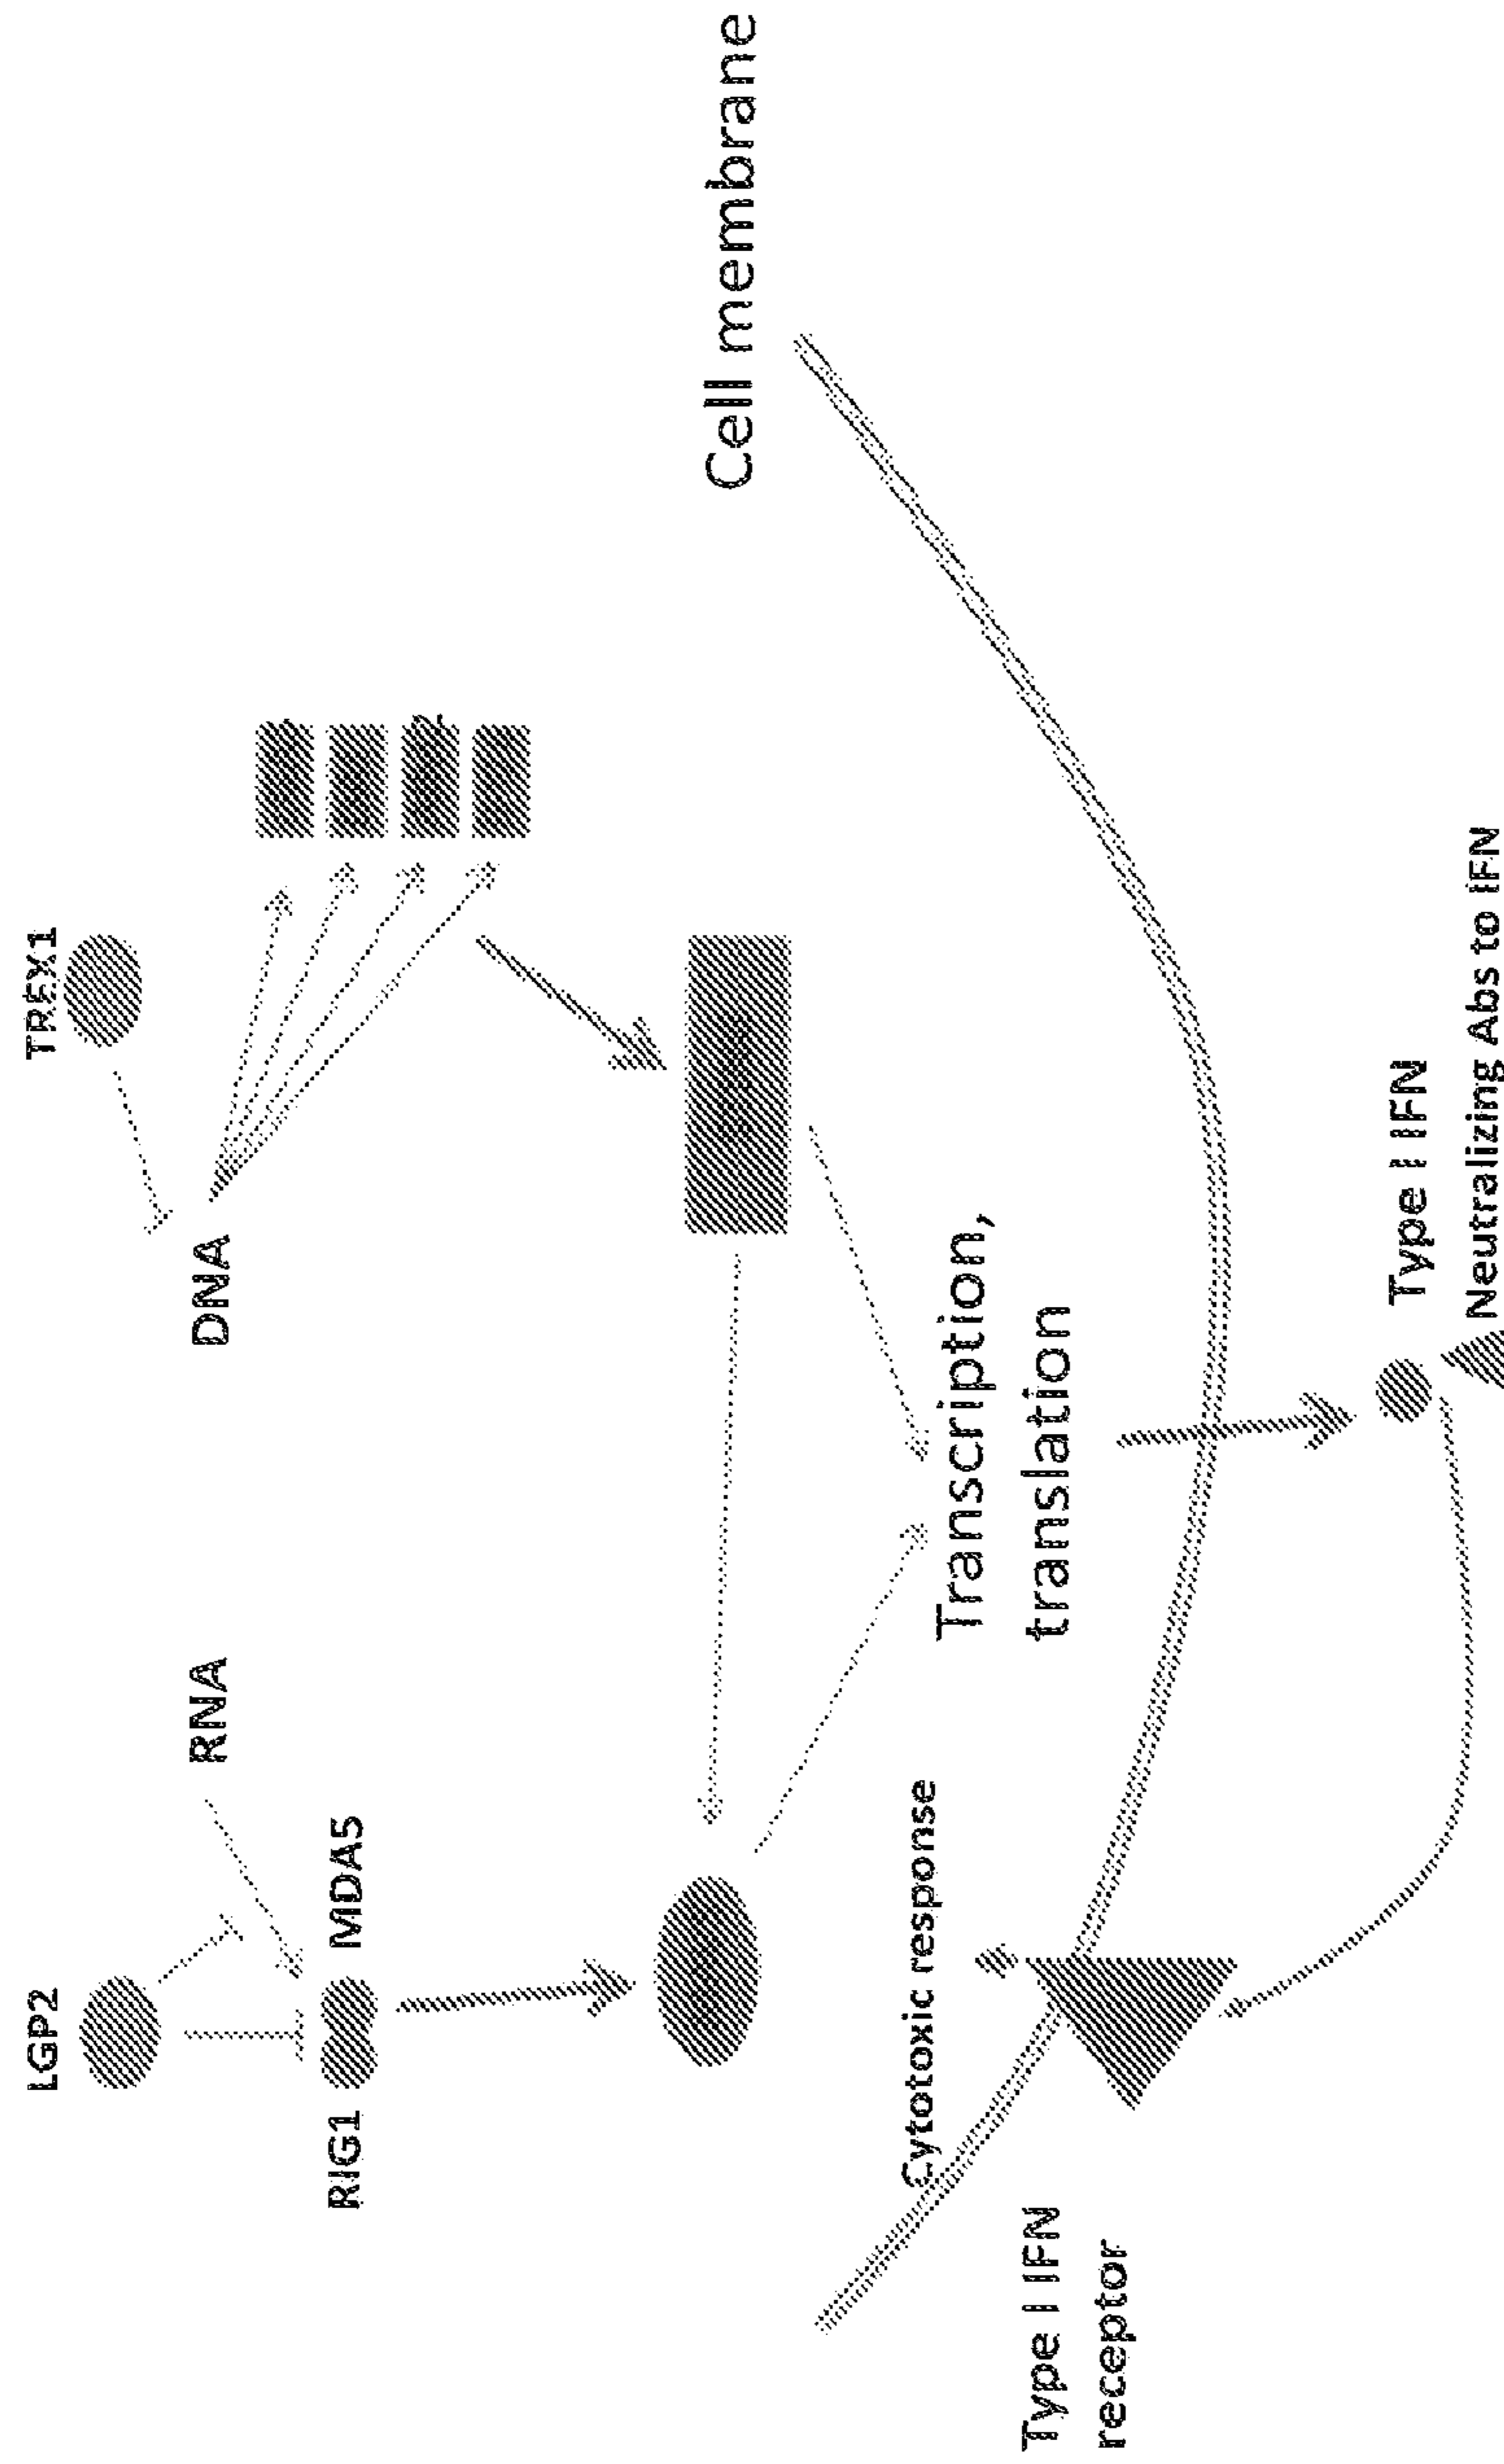 LGP2
TREX1
RNA
DNA
RIG1
MDA5
Cell membrane
Cytotoxic response
Transcription,
translation
Type I IFN
receptor
Type I IFN
Neutralizing Abs to IFN